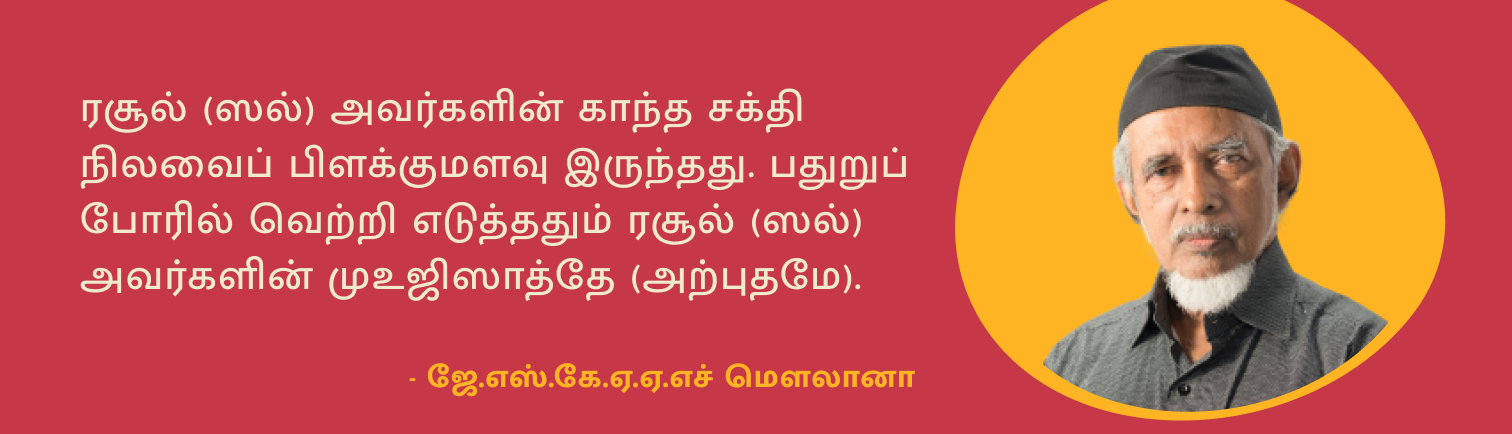 ரசூல் (ஸல்) அவர்களின் காந்த சக்தி
நிலவைப் பிளக்குமளவு இருந்தது. பதுறுப்
போரில் வெற்றி எடுத்ததும் ரசூல் (ஸல்)
அவர்களின் முஉஜிஸாத்தே (அற்புதமே).
- ஜே.எஸ்.கே.ஏ.ஏ.எச் மௌலானா